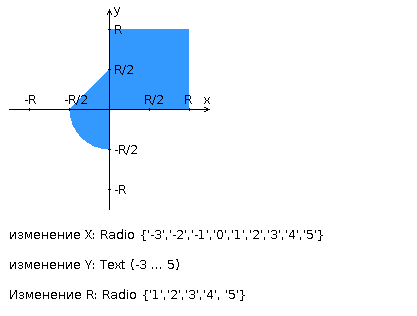 y
R
R/2
-R -R/2 R/2 R x
-R/2
-R
изменение X: Radio {'-3','-2','-1','0','1','2','3','4','5'}
изменение Y: Text (-3 ... 5)
Изменение R: Radio {'1','2','3','4', '5'}